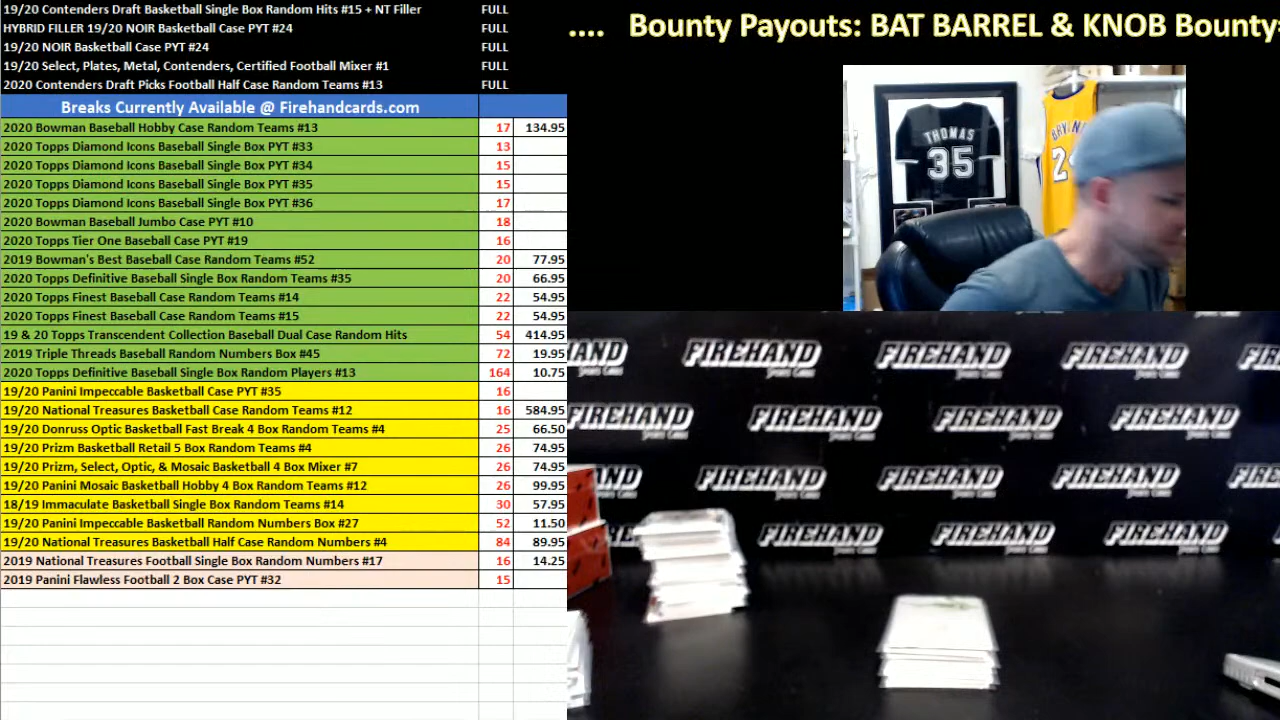 19/20 Contenders Draft Basketball Single Box Random Hits #15 + NT Filler FULL
HYBRID FILLER 19/20 NOIR Basketball Case PYT #24 FULL
19/20 NOIR Basketball Case PYT #24 FULL
19/20 Select, Plates, Metal, Contenders, Certified Football Mixer #1 FULL
2020 Contenders Draft Picks Football Half Case Random Teams #13 FULL
Breaks Currently Available @ Firehandcards.com
2020 Bowman Baseball Hobby Case Random Teams #13 17 134.95
2020 Topps Diamond Icons Baseball Single Box PYT #33 13
2020 Topps Diamond Icons Baseball Single Box PYT #34 15
2020 Topps Diamond Icons Baseball Single Box PYT #35 15
2020 Topps Diamond Icons Baseball Single Box PYT #36 17
2020 Bowman Baseball Jumbo Case PYT #10 18
2020 Topps Tier One Baseball Case PYT #19 16
2019 Bowman's Best Baseball Case Random Teams #52 20 77.95
2020 Topps Definitive Baseball Single Box Random Teams #35 20 66.95
2020 Topps Finest Baseball Case Random Teams #14 22 54.95
2020 Topps Finest Baseball Case Random Teams #15 22 54.95
19 & 20 Topps Transcendent Collection Baseball Dual Case Random Hits 54 414.95
2019 Triple Threads Baseball Random Numbers Box #45 72 19.95
2020 Topps Definitive Baseball Single Box Random Players #13 164 10.75
19/20 Panini Impeccable Basketball Case PYT #35 16
19/20 National Treasures Basketball Case Random Teams #12 16 584.95
19/20 Donruss Optic Basketball Fast Break 4 Box Random Teams #4 25 66.50
19/20 Prizm Basketball Retail 5 Box Random Teams #4 26 74.95
19/20 Prizm, Select, Optic, & Mosaic Basketball 4 Box Mixer #7 26 74.95
19/20 Panini Mosaic Basketball Hobby 4 Box Random Teams #12 26 99.95
18/19 Immaculate Basketball Single Box Random Teams #14 30 57.95
19/20 Panini Impeccable Basketball Random Numbers Box #27 52 11.50
19/20 National Treasures Basketball Half Case Random Numbers #4 84 89.95
2019 National Treasures Football Single Box Random Numbers #17 16 14.25
2019 Panini Flawless Football 2 Box Case PYT #32 15
.... Bounty Payouts: BAT BARREL & KNOB Bounty
THOMAS
35
BRYAN
2
HAND FIREHAND FIREHAND FIREHAND FIREH
FIREHAND FIREHAND FIREHAND FIREHAND
HAND FIREHAND FIREHAND FIREHAND FIREH
FIREHAND FIREHAND FIREHAND